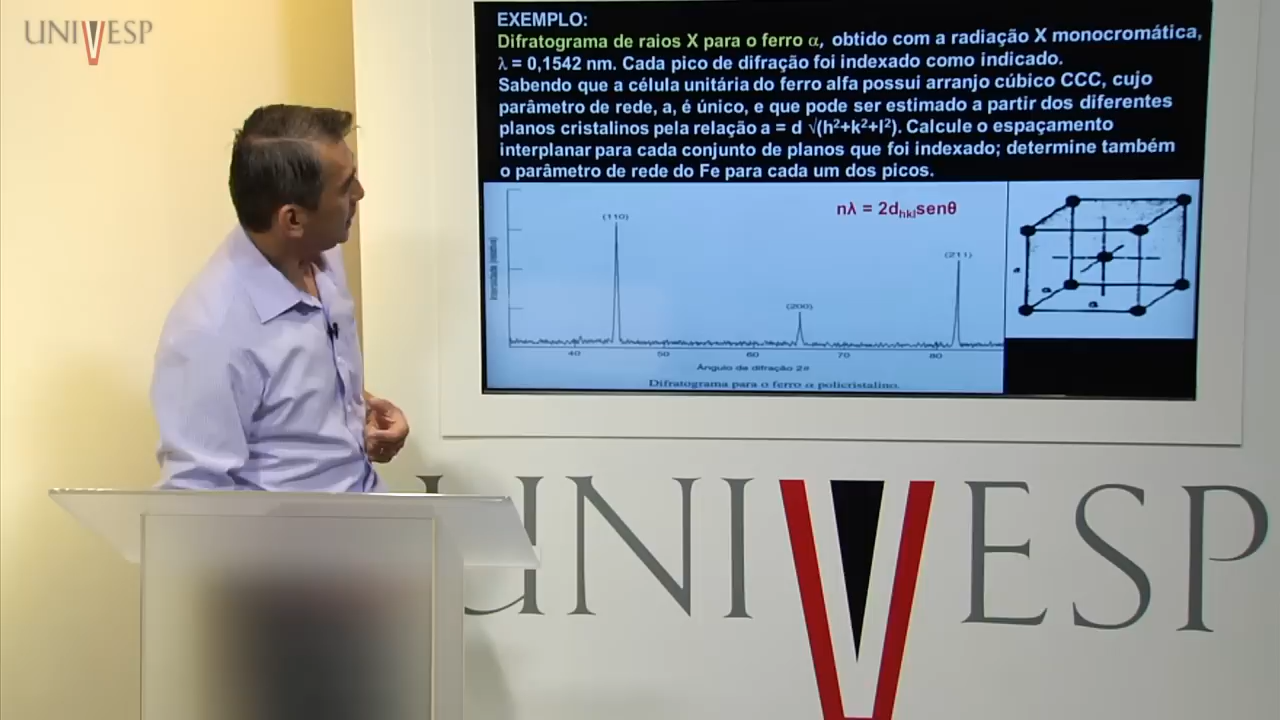 UNIVESP
EXEMPLO:
Difratograma de raios X para o ferro α, obtido com a radiação X monocromática,
λ = 0,1542 nm. Cada pico de difração foi indexado como indicado.
Sabendo que a célula unitária do ferro alfa possui arranjo cúbico CCC, cujo
parâmetro de rede, a, é único, e que pode ser estimado a partir dos diferentes
planos cristalinos pela relação a = d √(h²+k²+l²). Calcule o espaçamento
interplanar para cada conjunto de planos que foi indexado; determine também
o parâmetro de rede do Fe para cada um dos picos.
nλ = 2dhklsenθ
(110)
(211)
(200)
Intensidade (relativa)
a
a
a
40 50 60 70 80
Ângulo de difração 2θ
Difratograma para o ferro α policristalino.
UNIVESP